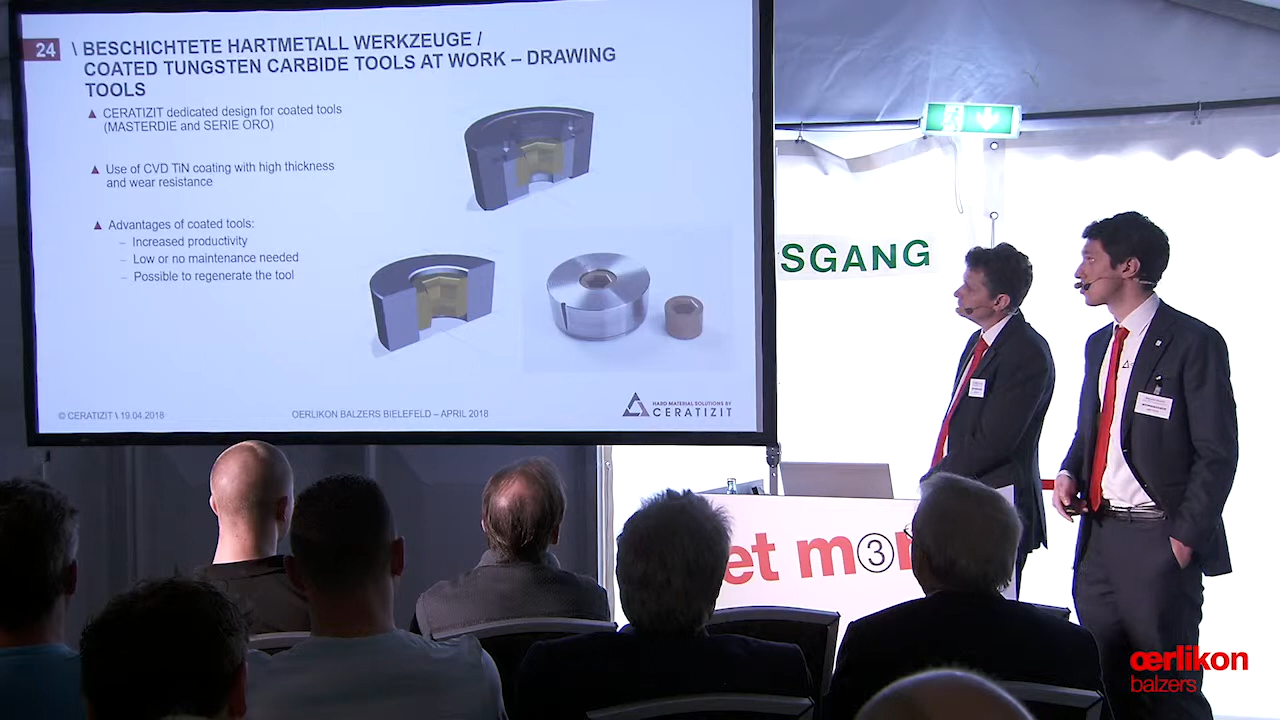 24
\ BESCHICHTETE HARTMETALL WERKZEUGE /
COATED TUNGSTEN CARBIDE TOOLS AT WORK – DRAWING
TOOLS
▲ CERATIZIT dedicated design for coated tools
(MASTERDIE and SERIE ORO)
▲ Use of CVD TiN coating with high thickness
and wear resistance
▲ Advantages of coated tools:
– Increased productivity
– Low or no maintenance needed
– Possible to regenerate the tool
© CERATIZIT \ 19.04.2018
OERLIKON BALZERS BIELEFELD – APRIL 2018
HARD MATERIAL SOLUTIONS BY
CERATIZIT
SGANG
et m③r
œrlikon
balzers